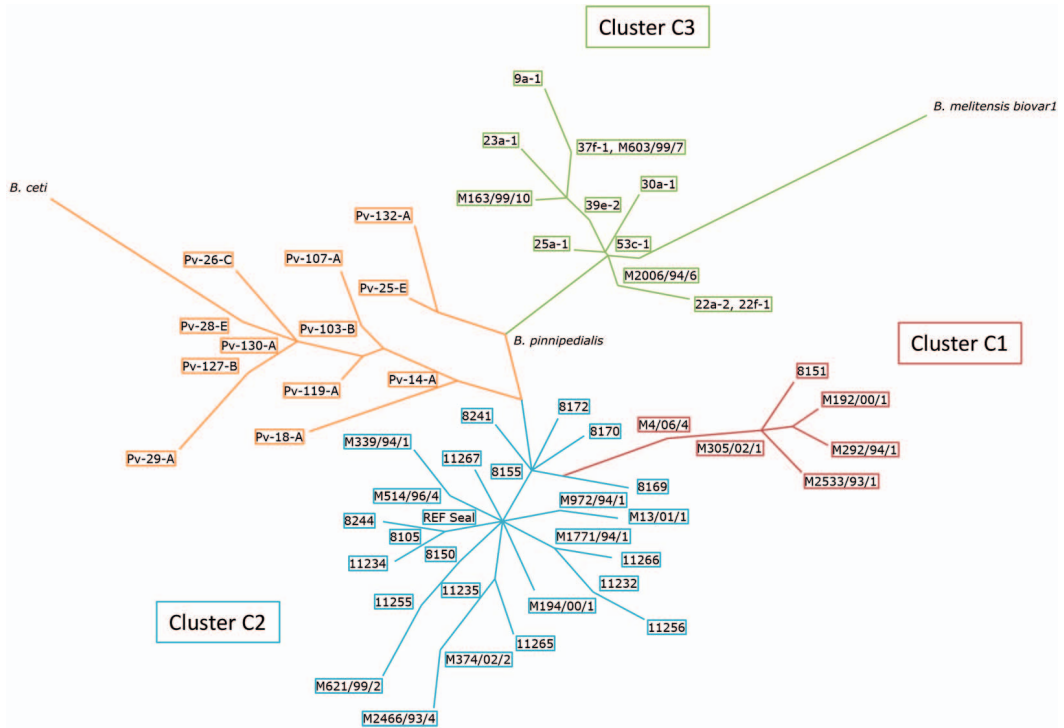 Cluster C3
9a-1
B. melitensis biovar1
23a-1
37f-1, M603/99/7
30a-1
B. ceti
M163/99/10
39e-2
Pv-132-A
53c-1
25a-1
Pv-107-A
Pv-26-C
M2006/94/6
Pv-25-E
22a-2, 22f-1
Pv-28-E
Pv-103-B
B. pinnipedialis
Pv-130-A
Cluster C1
Pv-127-B
8151
Pv-14-A
Pv-119-A
M192/00/1
8172
8241
M4/06/4
Pv-18-A
8170
M339/94/1
M305/02/1
M292/94/1
Pv-29-A
11267
8155
M2533/93/1
8169
M514/96/4
M972/94/1
REF Seal
M13/01/1
8244
8105
M1771/94/1
8150
11234
11266
11232
11235
11255
M194/00/1
Cluster C2
11256
11265
M374/02/2
M621/99/2
M2466/93/4